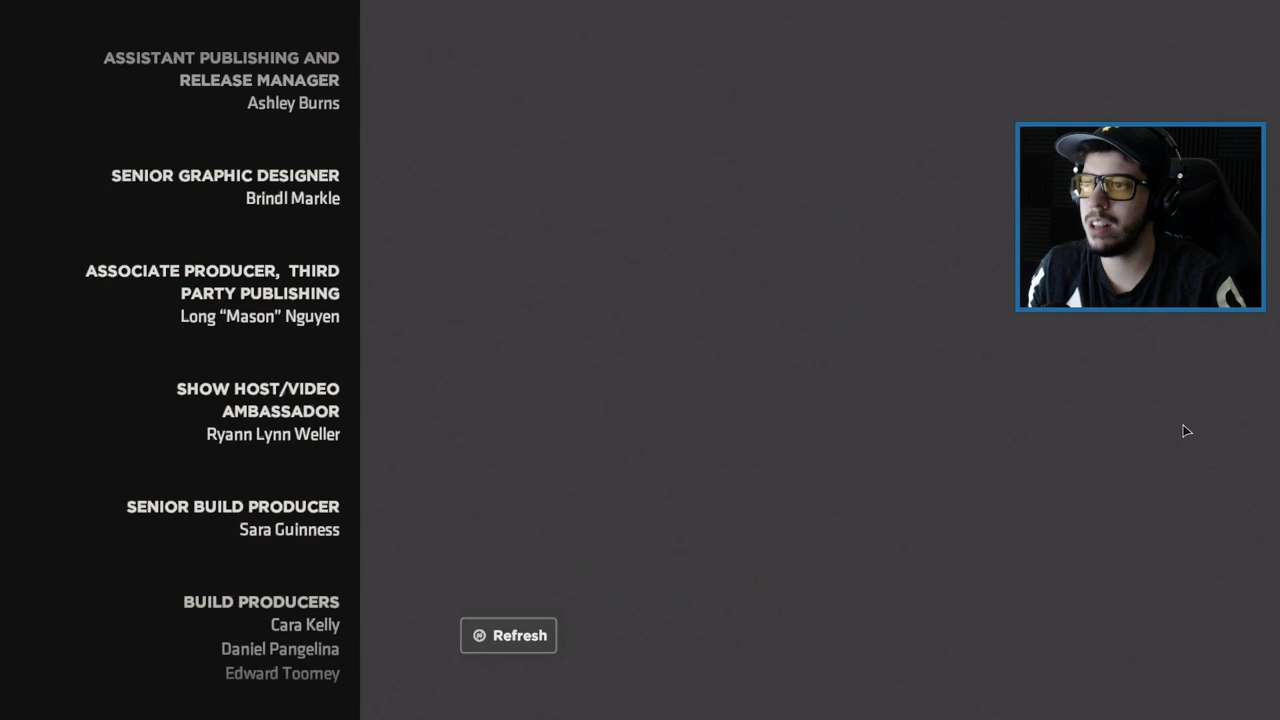 ASSISTANT PUBLISHING AND
RELEASE MANAGER
Ashley Burns
SENIOR GRAPHIC DESIGNER
Brindl Markle
ASSOCIATE PRODUCER,  THIRD
PARTY PUBLISHING
Long “Mason” Nguyen
SHOW HOST/VIDEO
AMBASSADOR
Ryann Lynn Weller
SENIOR BUILD PRODUCER
Sara Guinness
BUILD PRODUCERS
Cara Kelly
Daniel Pangelina
Edward Toomey
Refresh